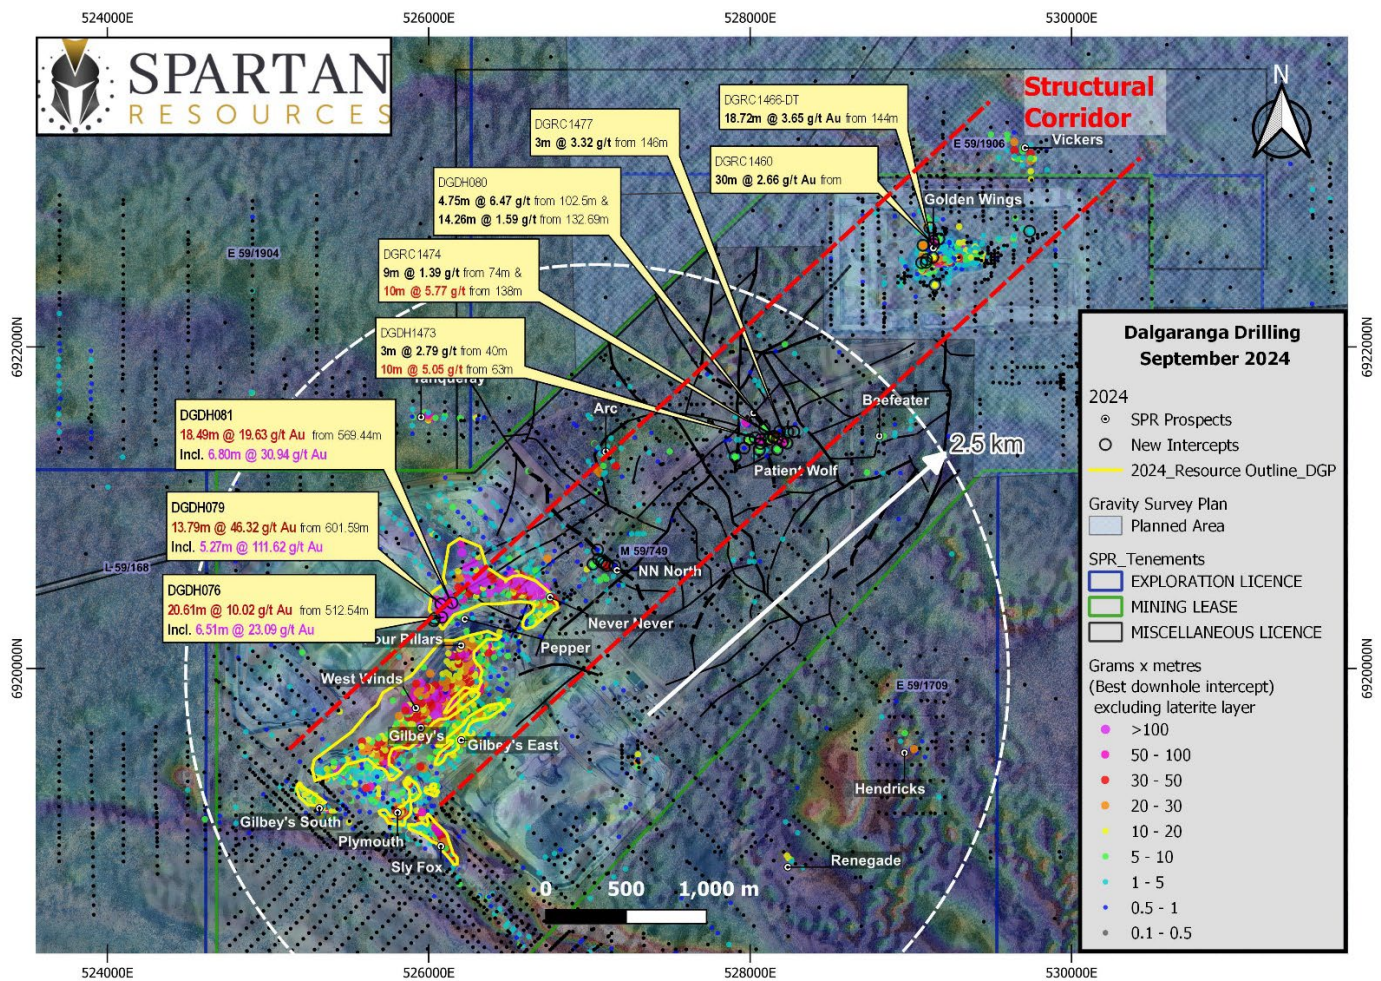 524000E
526000E
528000E
530000E
SPARTAN
RESOURCES
DGRC1466-DT
18.72m @ 3.65 g/t Au from 144m
Structural
Corridor
N
DGRC1477
3m @ 3.32 g/t from 146m
E 59/1906
Vickers
DGRC1460
30m @ 2.66 g/t Au from
DGDH080
4.75m @ 6.47 g/t from 102.5m &
14.26m @ 1.59 g/t from 132.69m
Golden Wings
E 59/1904
DGRC1474
9m @ 1.39 g/t from 74m &
10m @ 5.77 g/t from 138m
DGDH1473
3m @ 2.79 g/t from 40m
10m @ 5.05 g/t from 63m
6922000N
6922000N
Arc
Beefeater
2.5 km
Patient Wolf
DGDH081
18.49m @ 19.63 g/t Au from 569.44m
Incl. 6.80m @ 30.94 g/t Au
DGDH079
13.79m @ 46.32 g/t Au from 601.59m
Incl. 5.27m @ 111.62 g/t Au
L 59/168
M 59/749
NN North
DGDH076
20.61m @ 10.02 g/t Au from 512.54m
Incl. 6.51m @ 23.09 g/t Au
Never Never
our Pillars
Pepper
6920000N
6920000N
West Winds
E 59/1709
Gilbey's
Gilbey's East
Hendricks
Gilbey's South
Plymouth
Sly Fox
Renegade
0 500 1,000 m
Dalgaranga Drilling
September 2024
2024
SPR Prospects
New Intercepts
2024_Resource Outline_DGP
Gravity Survey Plan
Planned Area
SPR_Tenements
EXPLORATION LICENCE
MINING LEASE
MISCELLANEOUS LICENCE
Grams x metres
(Best downhole intercept)
excluding laterite layer
>100
50 - 100
30 - 50
20 - 30
10 - 20
5 - 10
1 - 5
0.5 - 1
0.1 - 0.5
524000E
526000E
528000E
530000E